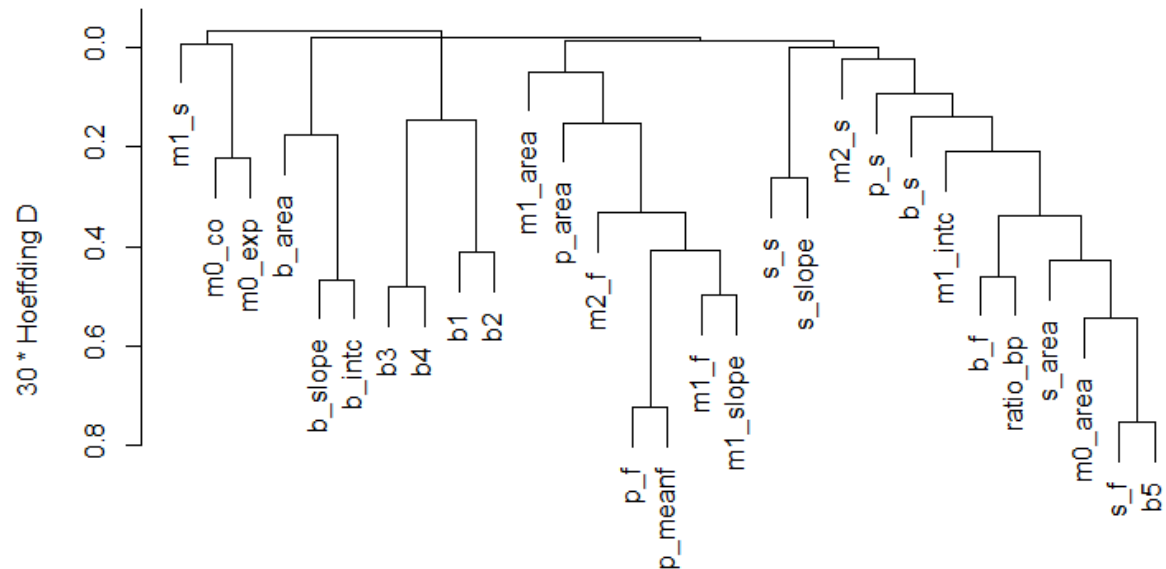 30 * Hoeffding D
0.0
0.2
0.4
0.6
0.8
m1_s
m0_co
m0_exp
b_area
b_slope
b_intc
b3
b4
b1
b2
m1_area
p_area
m2_f
p_f
p_meanf
m1_f
m1_slope
s_s
s_slope
m2_s
p_s
b_s
m1_intc
b_f
ratio_bp
s_area
m0_area
s_f
b5